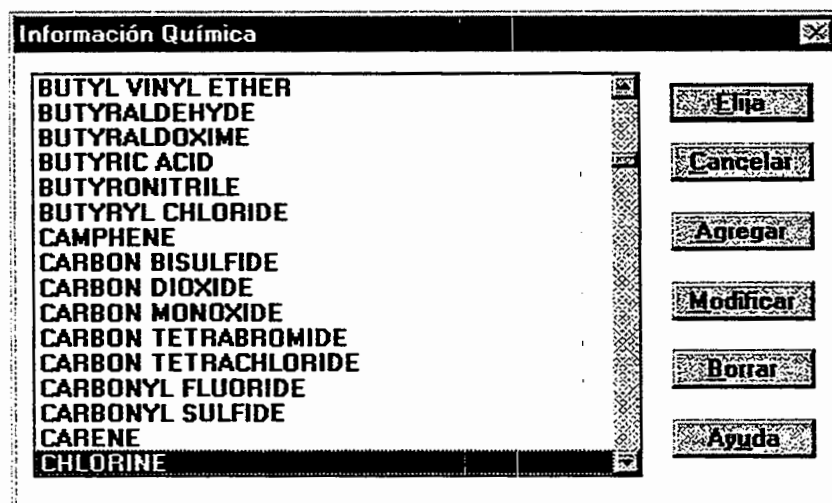 Información Química
BUTYL VINYL ETHER
BUTYRALDEHYDE
BUTYRALDOXIME
BUTYRIC ACID
BUTYRONITRILE
BUTYRYL CHLORIDE
CAMPHENE
CARBON BISULFIDE
CARBON DIOXIDE
CARBON MONOXIDE
CARBON TETRABROMIDE
CARBON TETRACHLORIDE
CARBONYL FLUORIDE
CARBONYL SULFIDE
CARENE
CHLORINE
Elija
Cancelar
Agregar
Modificar
Borrar
Ayuda